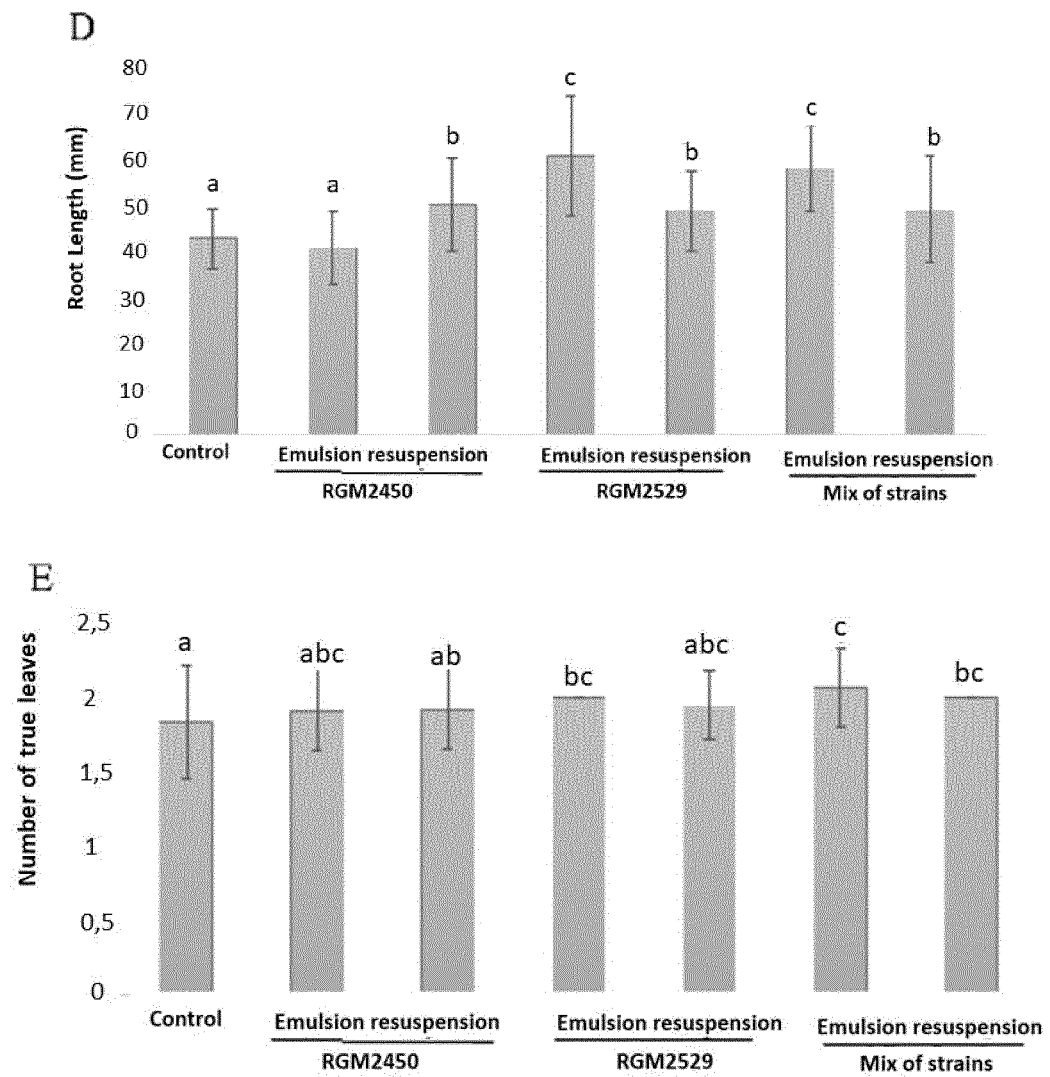 D
80
70
60
50
40
30
20
10
0
Root Length (mm)
a
a
b
c
b
c
b
Control
Emulsion resuspension
RGM2450
Emulsion resuspension
RGM2529
Emulsion resuspension
Mix of strains
E
2,5
2
1,5
1
0,5
0
Number of true leaves
a
abc
ab
bc
abc
c
bc
Control
Emulsion resuspension
RGM2450
Emulsion resuspension
RGM2529
Emulsion resuspension
Mix of strains